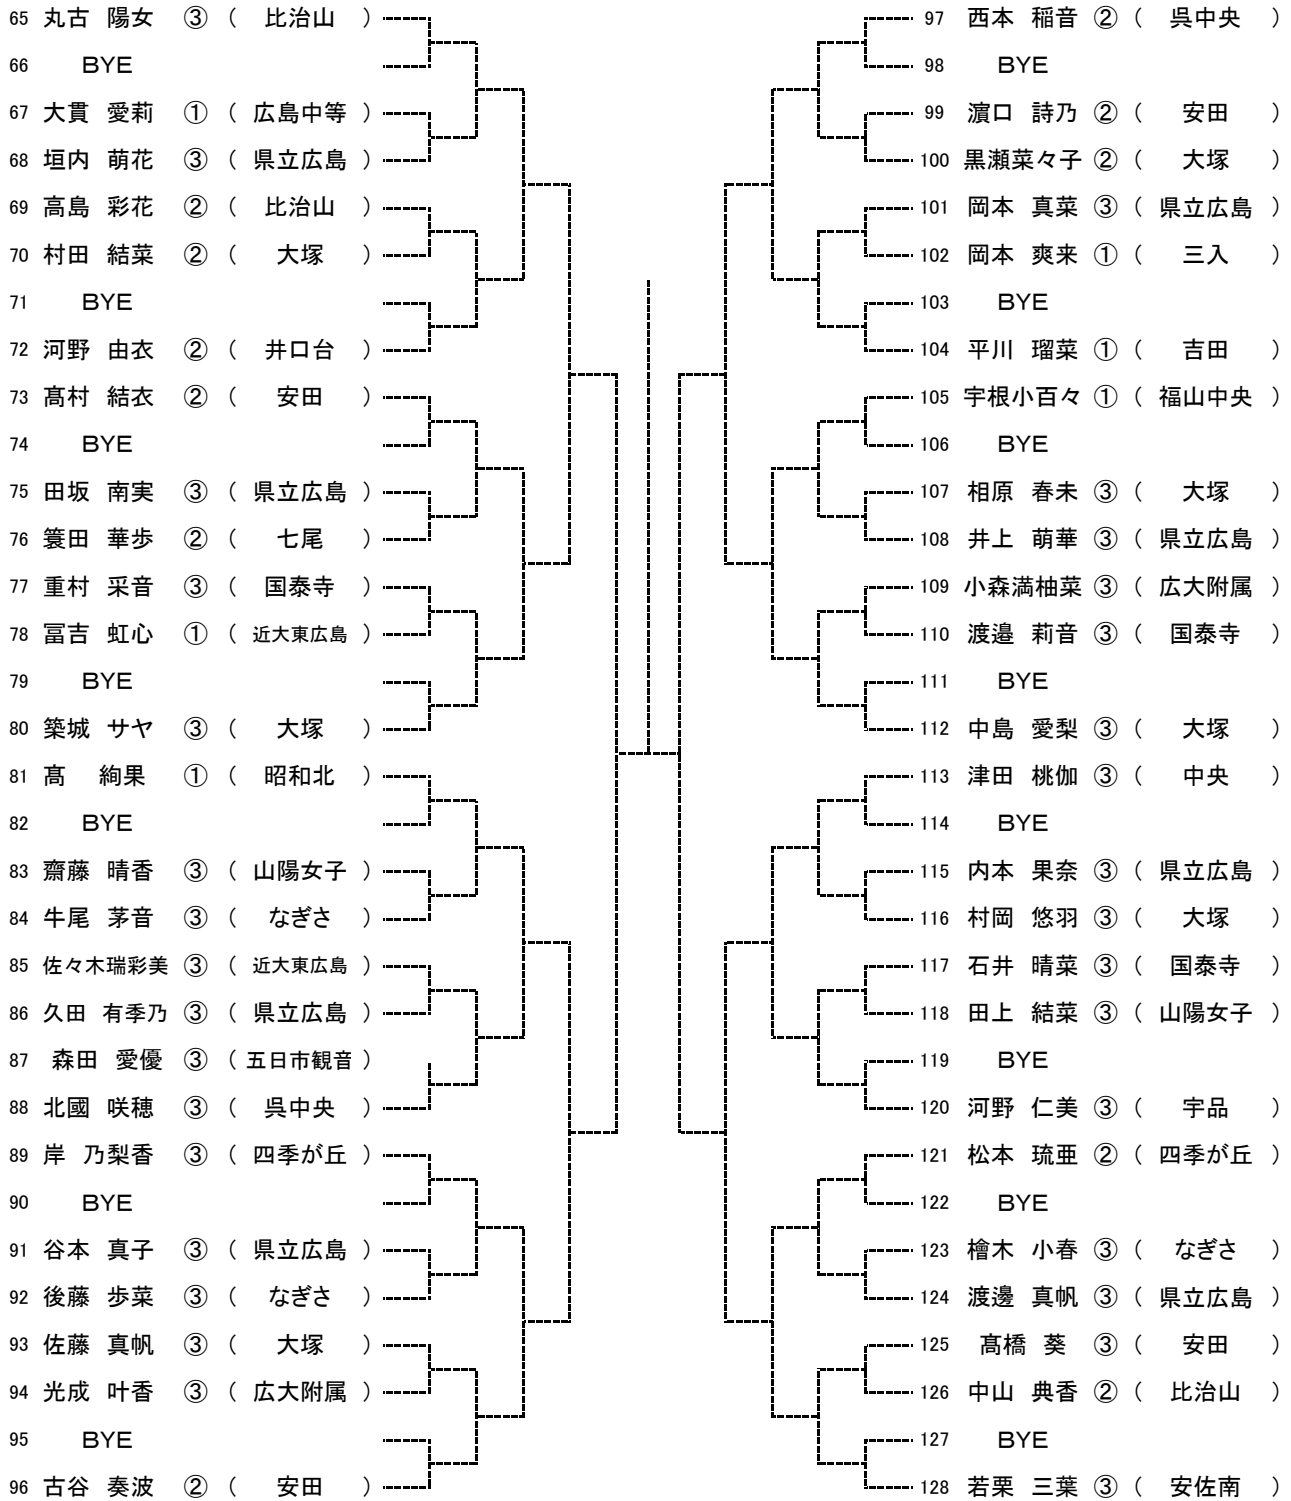 65 丸古 陽女 ③ ( 比治山 )
66 BYE
67 大貫 愛莉 ① ( 広島中等 )
68 垣内 萌花 ③ ( 県立広島 )
69 高島 彩花 ② ( 比治山 )
70 村田 結菜 ② ( 大塚 )
71 BYE
72 河野 由衣 ② ( 井口台 )
73 髙村 結衣 ② ( 安田 )
74 BYE
75 田坂 南実 ③ ( 県立広島 )
76 簑田 華歩 ② ( 七尾 )
77 重村 采音 ③ ( 国泰寺 )
78 冨吉 虹心 ① ( 近大東広島 )
79 BYE
80 築城 サヤ ③ ( 大塚 )
81 髙 絢果 ① ( 昭和北 )
82 BYE
83 齋藤 晴香 ③ ( 山陽女子 )
84 牛尾 茅音 ③ ( なぎさ )
85 佐々木瑞彩美 ③ ( 近大東広島 )
86 久田 有季乃 ③ ( 県立広島 )
87 森田 愛優 ③ ( 五日市観音 )
88 北國 咲穂 ③ ( 呉中央 )
89 岸 乃梨香 ③ ( 四季が丘 )
90 BYE
91 谷本 真子 ③ ( 県立広島 )
92 後藤 歩菜 ③ ( なぎさ )
93 佐藤 真帆 ③ ( 大塚 )
94 光成 叶香 ③ ( 広大附属 )
95 BYE
96 古谷 奏波 ② ( 安田 )
97 西本 稲音 ② ( 呉中央 )
98 BYE
99 濵口 詩乃 ② ( 安田 )
100 黒瀬菜々子 ② ( 大塚 )
101 岡本 真菜 ③ ( 県立広島 )
102 岡本 爽来 ① ( 三入 )
103 BYE
104 平川 瑠菜 ① ( 吉田 )
105 宇根小百々 ① ( 福山中央 )
106 BYE
107 相原 春未 ③ ( 大塚 )
108 井上 萌華 ③ ( 県立広島 )
109 小森満柚菜 ③ ( 広大附属 )
110 渡邉 莉音 ③ ( 国泰寺 )
111 BYE
112 中島 愛梨 ③ ( 大塚 )
113 津田 桃伽 ③ ( 中央 )
114 BYE
115 内本 果奈 ③ ( 県立広島 )
116 村岡 悠羽 ③ ( 大塚 )
117 石井 晴菜 ③ ( 国泰寺 )
118 田上 結菜 ③ ( 山陽女子 )
119 BYE
120 河野 仁美 ③ ( 宇品 )
121 松本 琉亜 ② ( 四季が丘 )
122 BYE
123 檜木 小春 ③ ( なぎさ )
124 渡邊 真帆 ③ ( 県立広島 )
125 髙橋 葵 ③ ( 安田 )
126 中山 典香 ② ( 比治山 )
127 BYE
128 若栗 三葉 ③ ( 安佐南 )